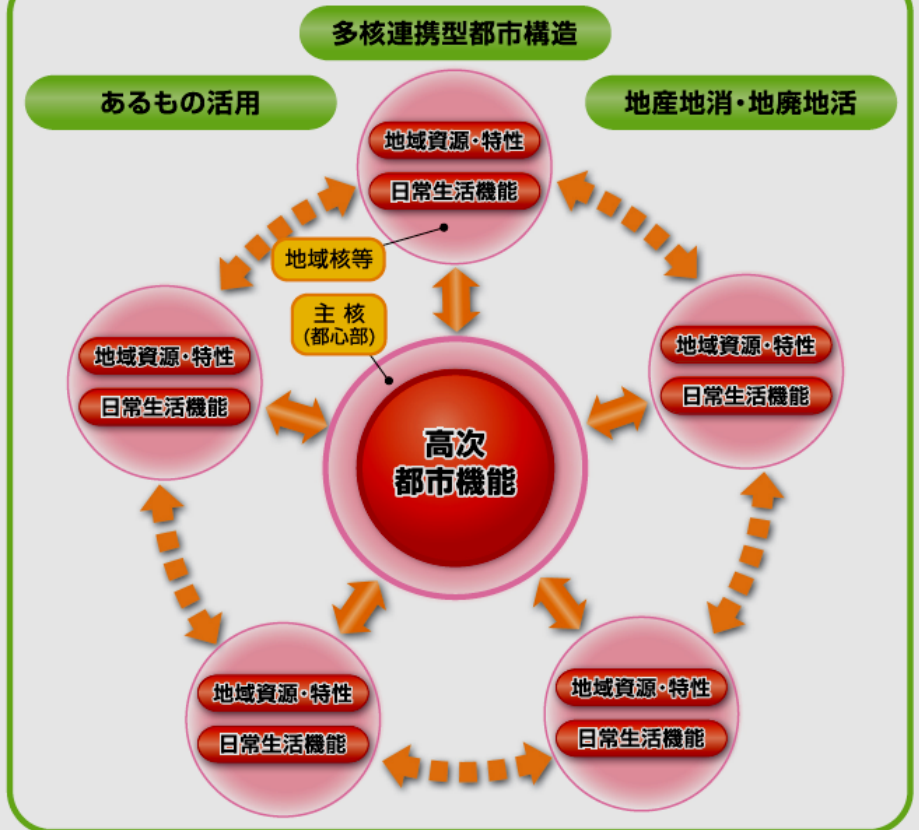 多核連携型都市構造
あるもの活用
地産地消・地廃地活
地域資源・特性
日常生活機能
地域核等
主 核
(都心部)
地域資源・特性
日常生活機能
地域資源・特性
日常生活機能
高次
都市機能
地域資源・特性
日常生活機能
地域資源・特性
日常生活機能